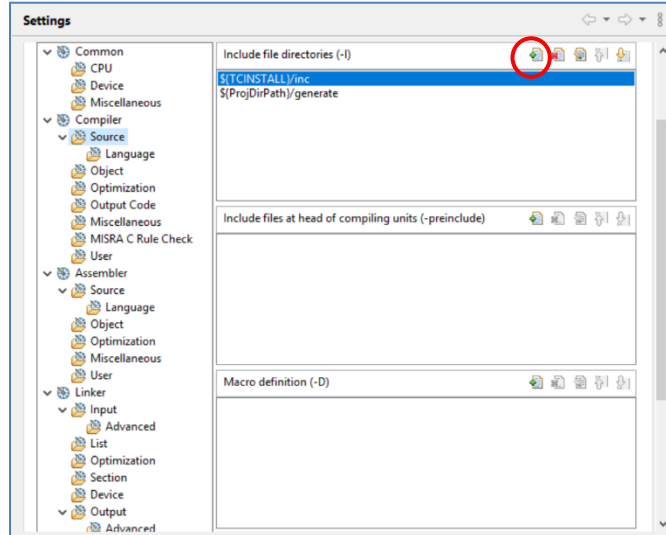 Settings
Common
CPU
Device
Miscellaneous
Compiler
Source
Language
Object
Optimization
Output Code
Miscellaneous
MISRA C Rule Check
User
Assembler
Source
Language
Object
Optimization
Miscellaneous
User
Linker
Input
Advanced
List
Optimization
Section
Device
Output
Advanced
Include file directories (-I)
${TCINSTALL}/inc
${ProjDirPath}/generate
Include files at head of compiling units (-preinclude)
Macro definition (-D)